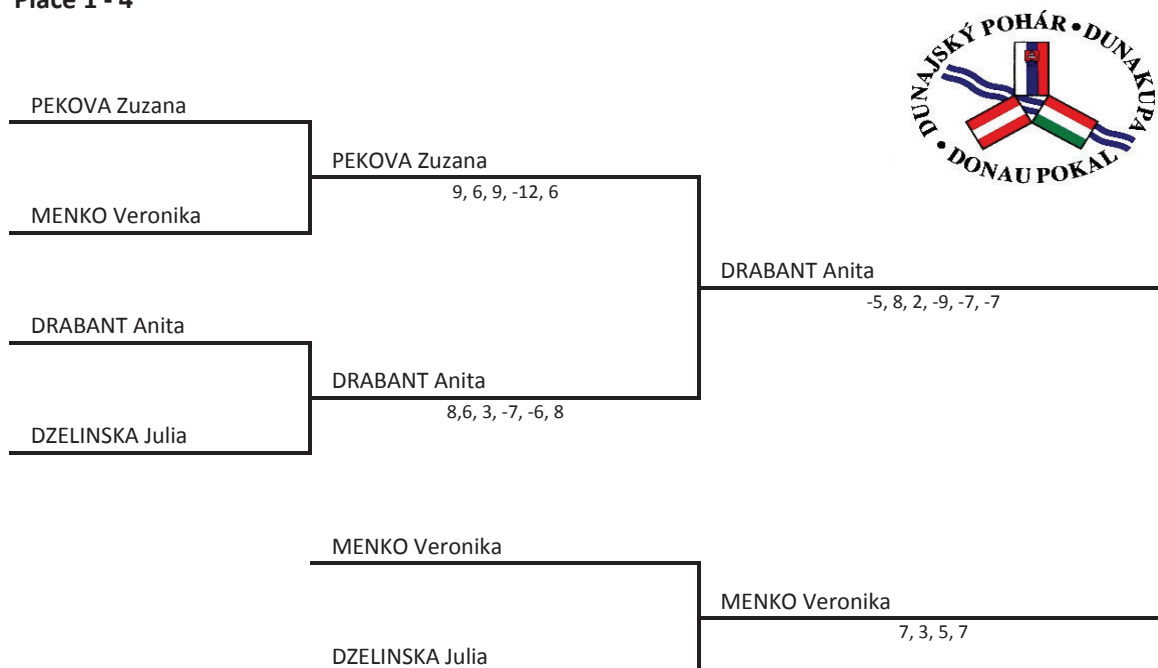 Place 1 - 4
DUNAJSKÝ POHÁR • DUNA KUPA • DONAU POKAL •
PEKOVA Zuzana
PEKOVA Zuzana
9, 6, 9, -12, 6
MENKO Veronika
DRABANT Anita
-5, 8, 2, -9, -7, -7
DRABANT Anita
DRABANT Anita
8,6, 3, -7, -6, 8
DZELINSKA Julia
MENKO Veronika
MENKO Veronika
7, 3, 5, 7
DZELINSKA Julia